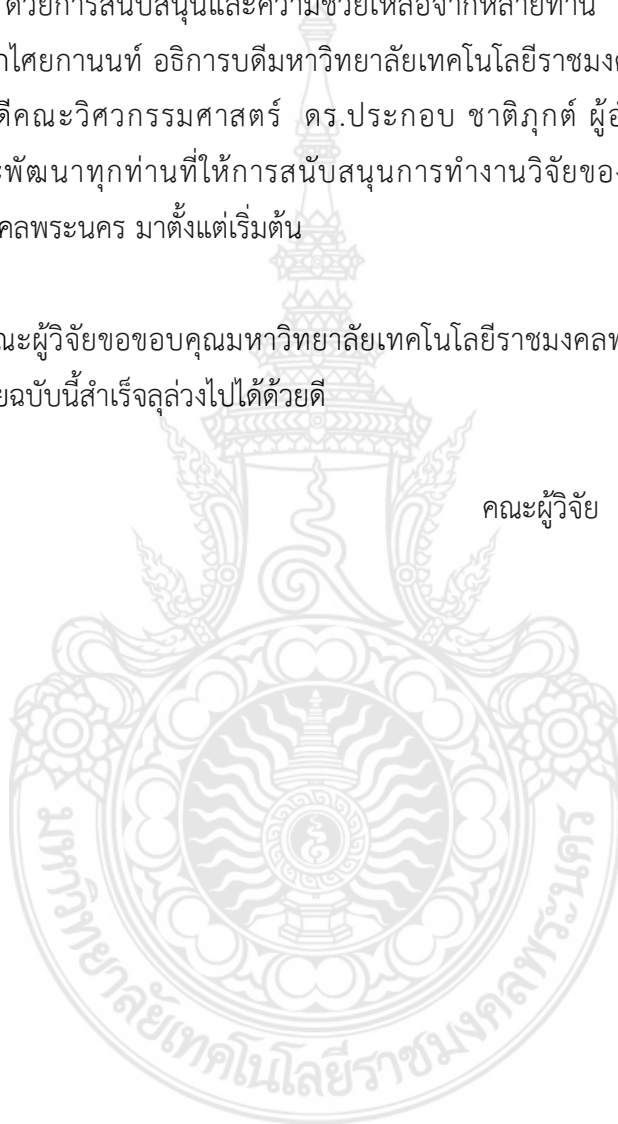 ด้วยการสนับสนุนและความช่วยเหลือจากหลายท่าน
ไศยกานนท์ อธิการบดีมหาวิทยาลัยเทคโนโลยีราชมง
ดีคณะวิศวกรรมศาสตร์ ดร.ประกอบ ชาติภุกต์
ะพัฒนาทุกท่านที่ให้การสนับสนุนการทำงานวิจัยของ
คลพระนคร มาตั้งแต่เริ่มต้น
ณะผู้วิจัยขอขอบคุณมหาวิทยาลัยเทคโนโลยีราชมงคลพ
ยฉบับนี้สำเร็จลุล่วงไปได้ด้วยดี
คณะผู้วิจัย
มหาวิทยาลัยเทคโนโลยีราชมงคลพระนคร